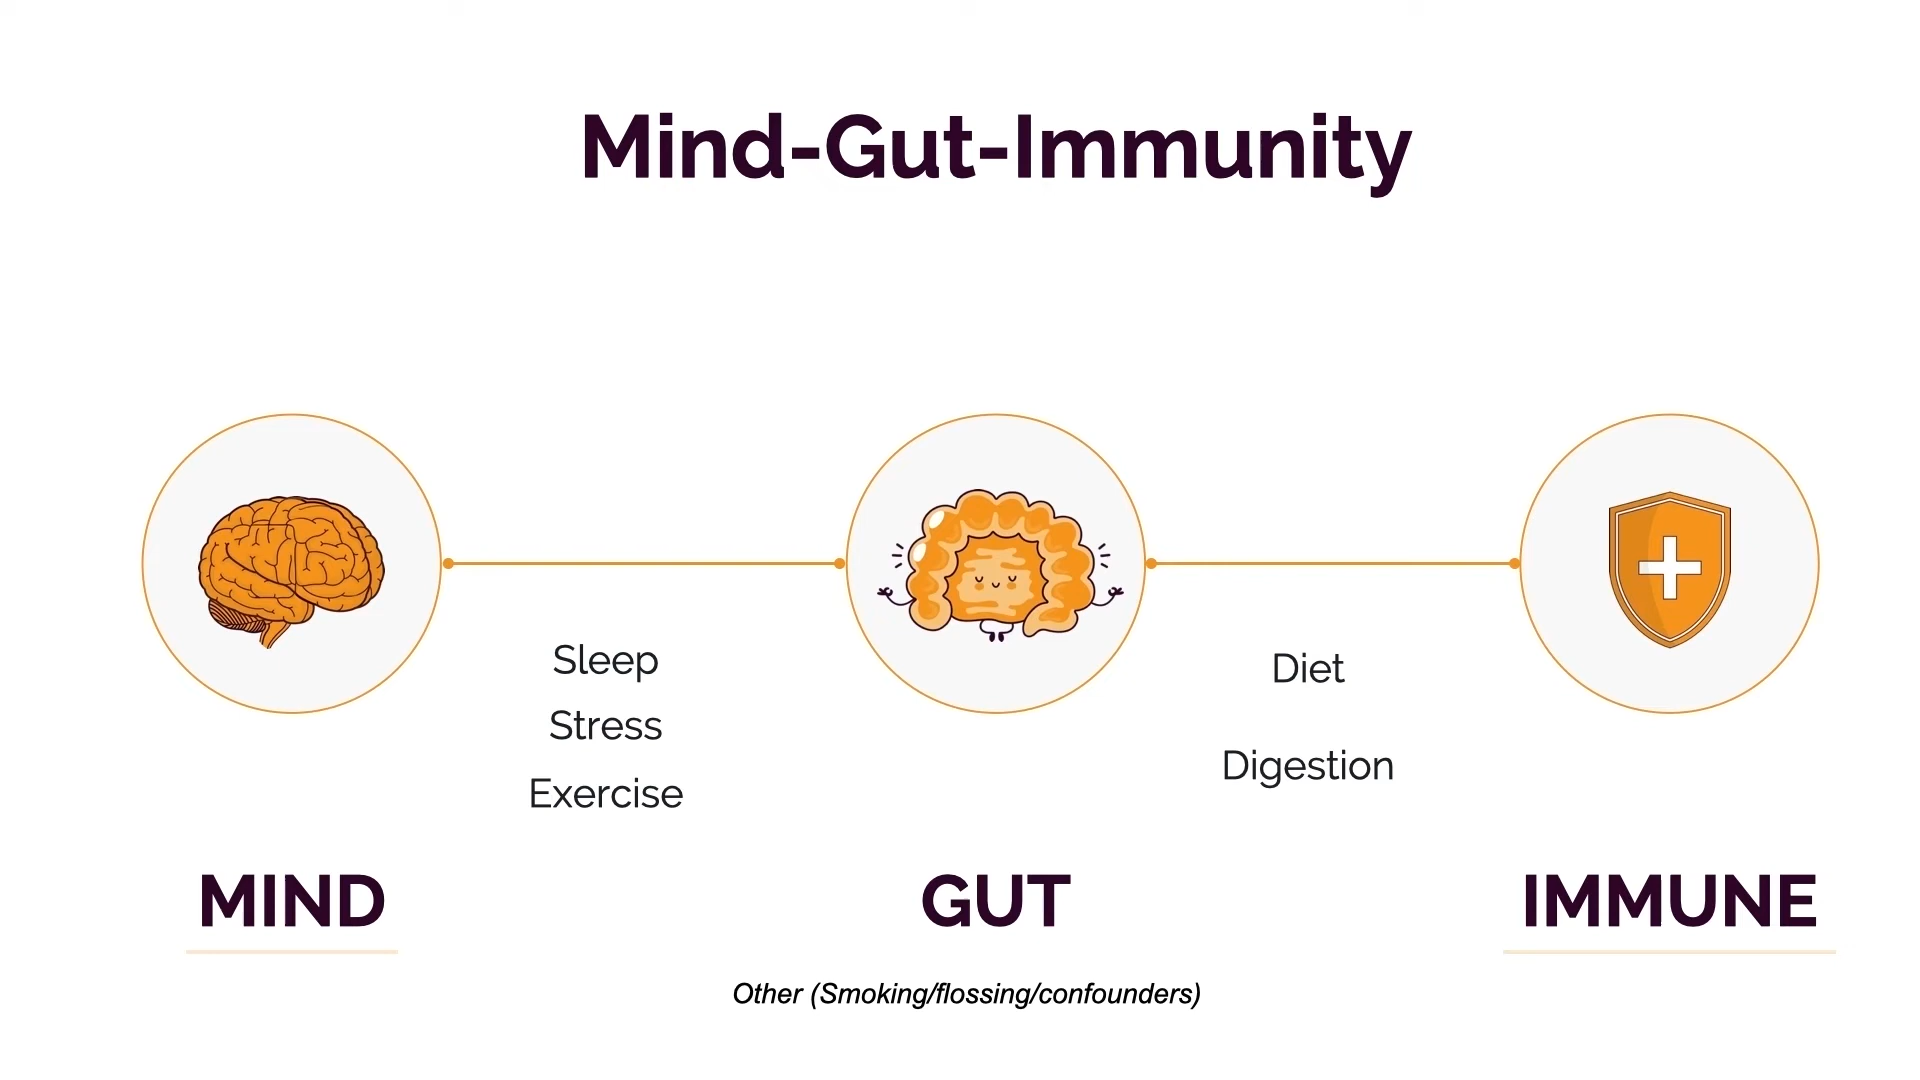 Mind-Gut-Immunity
Sleep
Stress
Exercise
Diet
Digestion
MIND
GUT
IMMUNE
Other (Smoking/flossing/confounders)